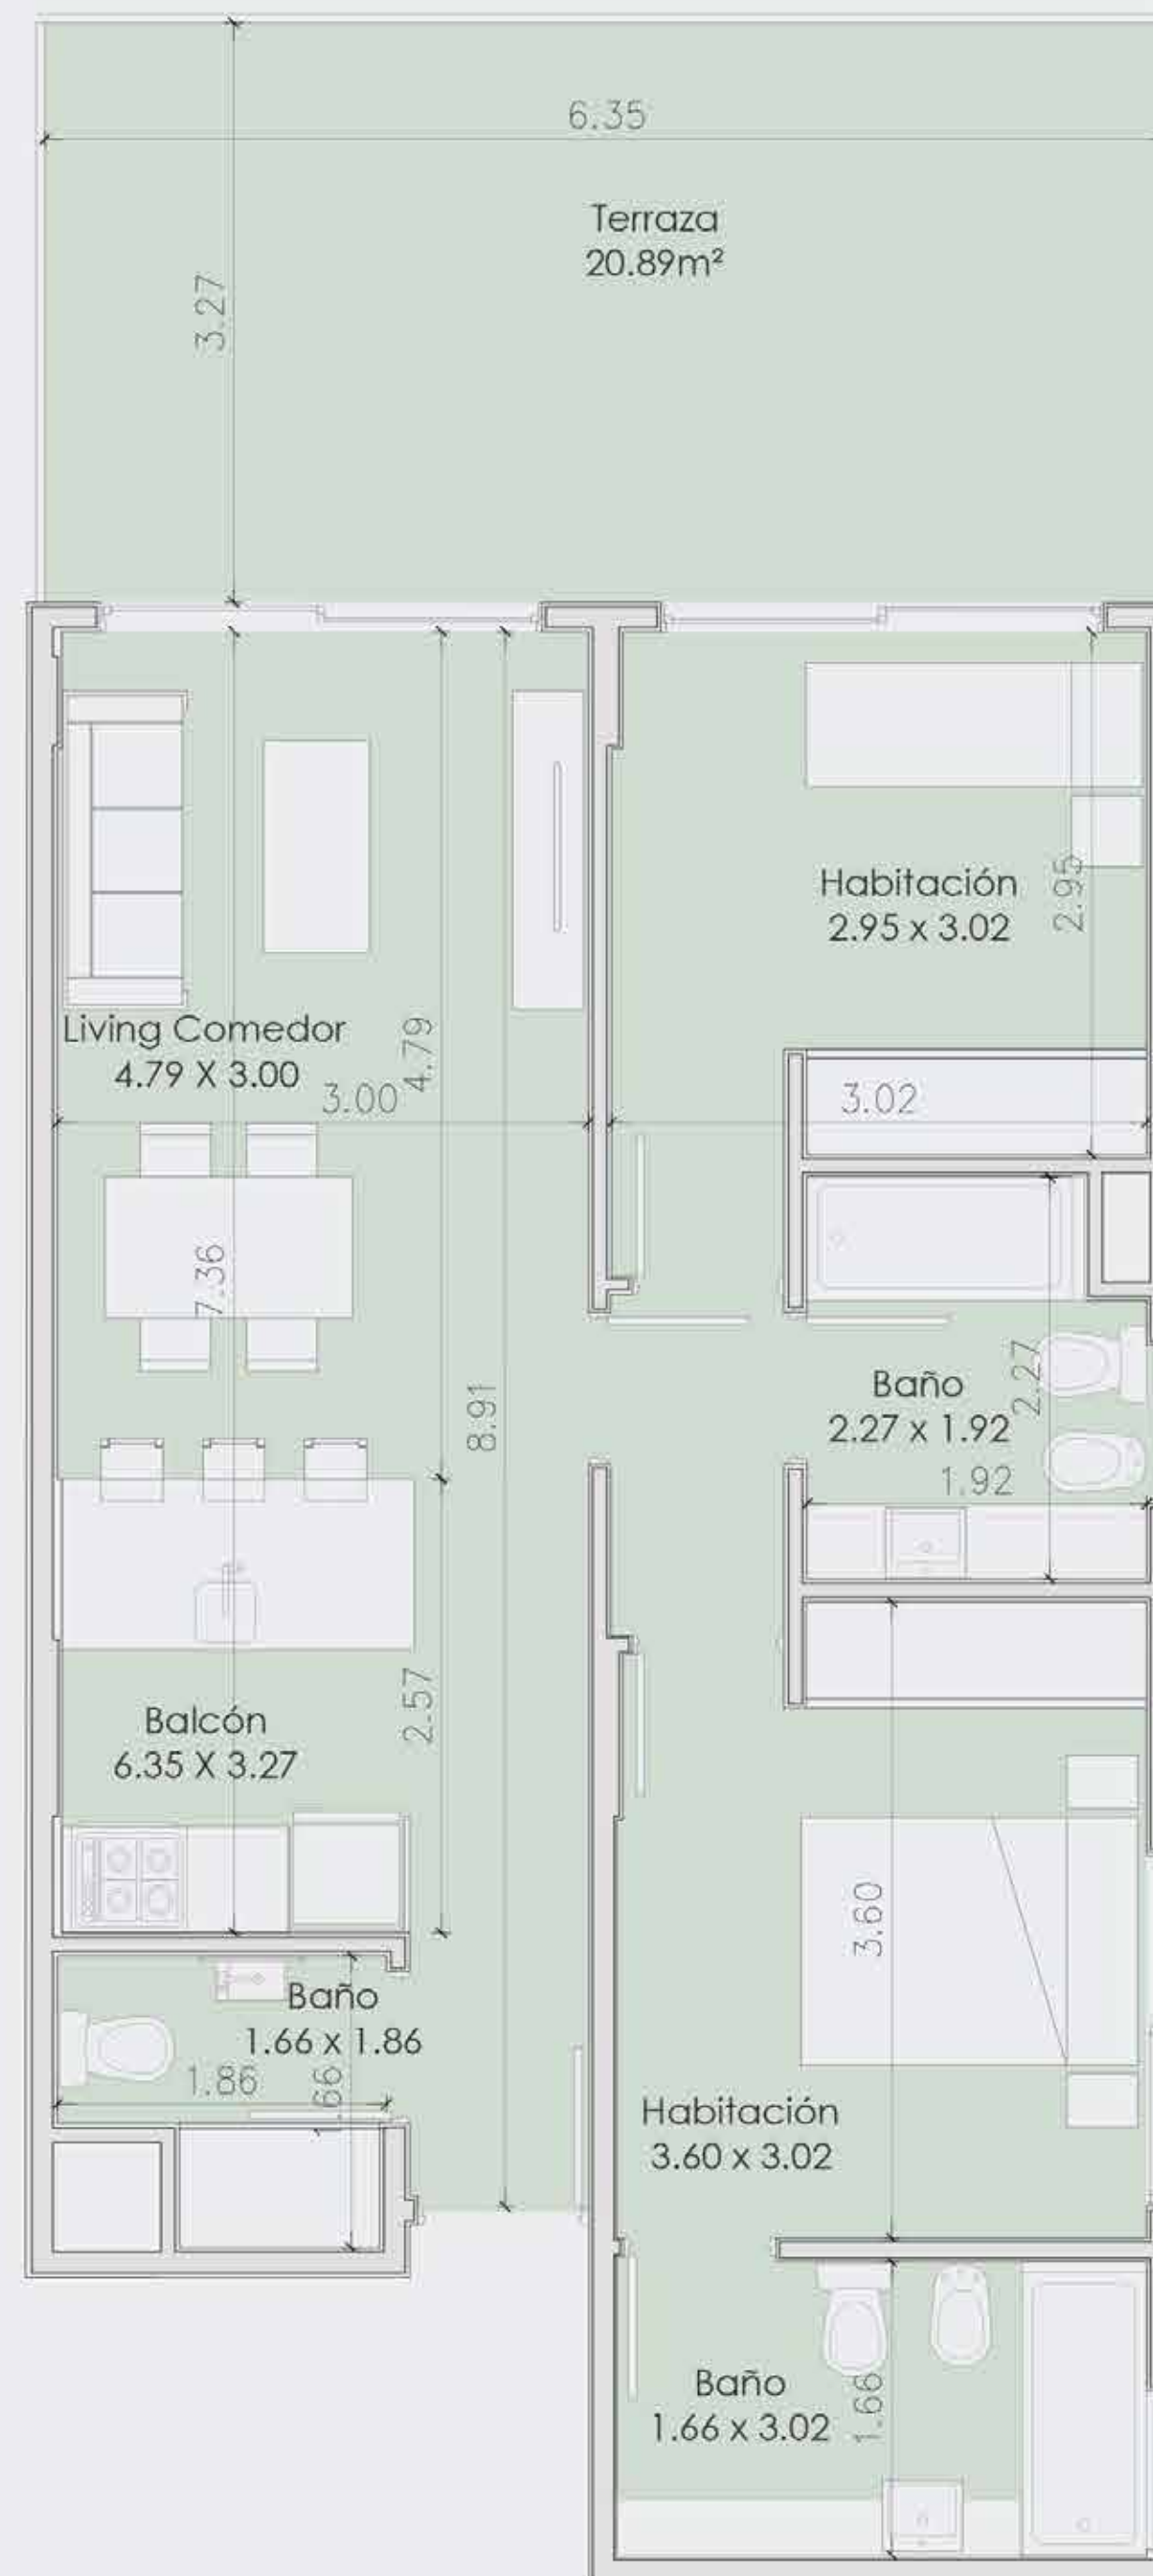 6.35
Terraza
20.89m²
3.27
Habitación
2.95 x 3.02
2.95
Living Comedor
4.79 X 3.00
4.79
3.00
3.02
7.36
8.91
Baño
2.27 x 1.92
2.27
1.92
2.57
Balcón
6.35 X 3.27
3.60
Baño
1.66 x 1.86
1.86
.66
Habitación
3.60 x 3.02
Baño
1.66 x 3.02
1.66